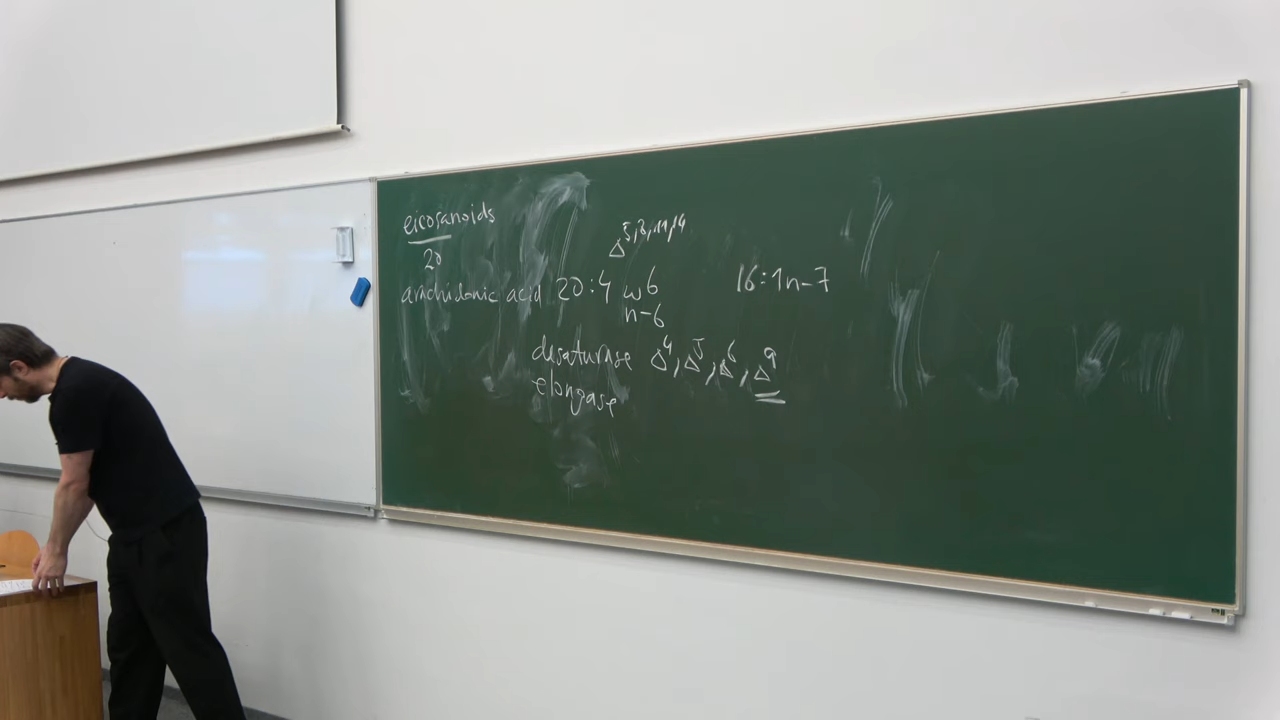 eicosanoids
20
Δ5,8,11,14
arachidonic acid 20:4 ω6 16:1n-7
n-6
desaturase Δ4, Δ5, Δ6, Δ9
elongase